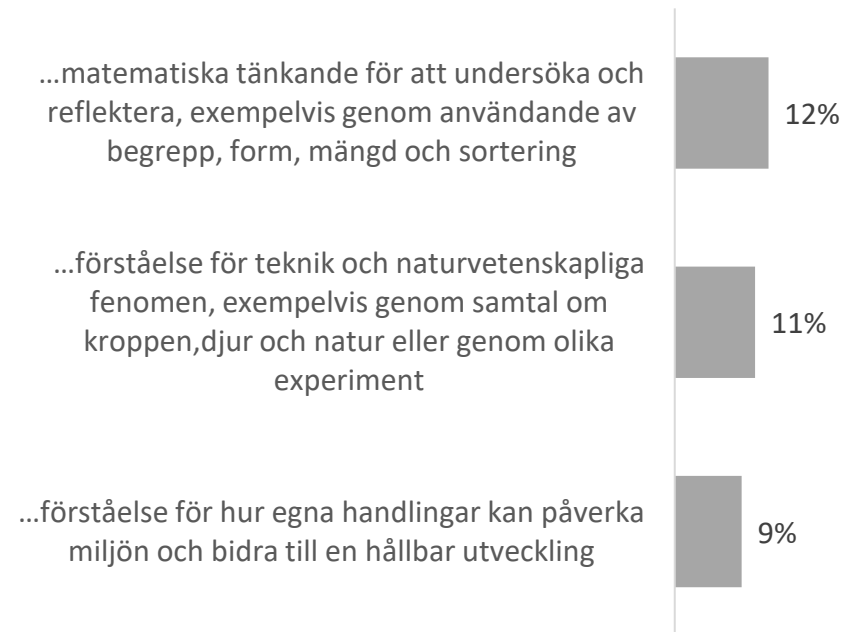 …matematiska tänkande för att undersöka och
reflektera, exempelvis genom användande av
begrepp, form, mängd och sortering
12%
…förståelse för teknik och naturvetenskapliga
fenomen, exempelvis genom samtal om
kroppen,djur och natur eller genom olika
experiment
11%
…förståelse för hur egna handlingar kan påverka
miljön och bidra till en hållbar utveckling
9%